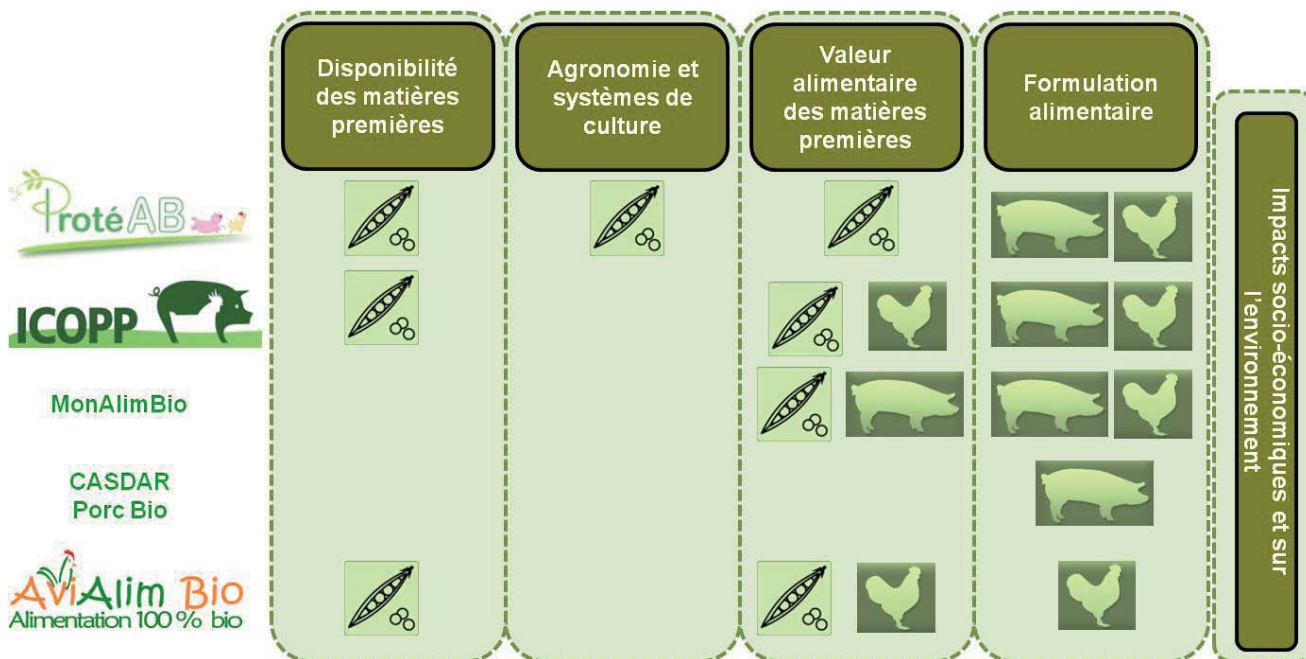 Disponibilité
des matières
premières
Agronomie et
systèmes de
culture
Valeur
alimentaire
des matières
premières
Formulation
alimentaire
Impacts socio-économiques et sur
l'environnement
ProtéAB
ICOPP
MonAlimBio
CASDAR
Porc Bio
AviAlim Bio
Alimentation 100 % bio